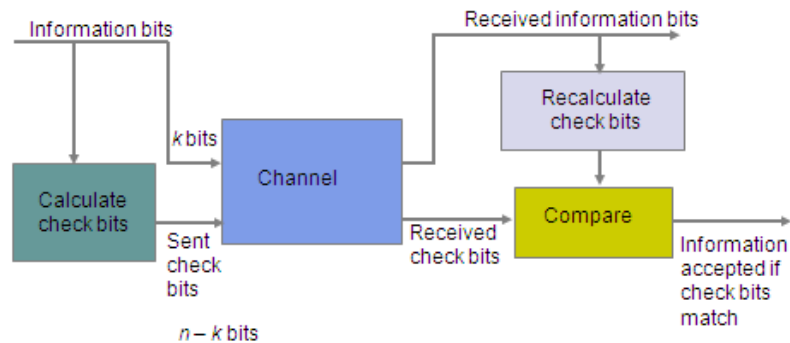 Information bits
Received information bits
Recalculate
check bits
k bits
Channel
Calculate
check bits
Compare
Sent
check
bits
Received
check bits
Information
accepted if
check bits
match
n – k bits